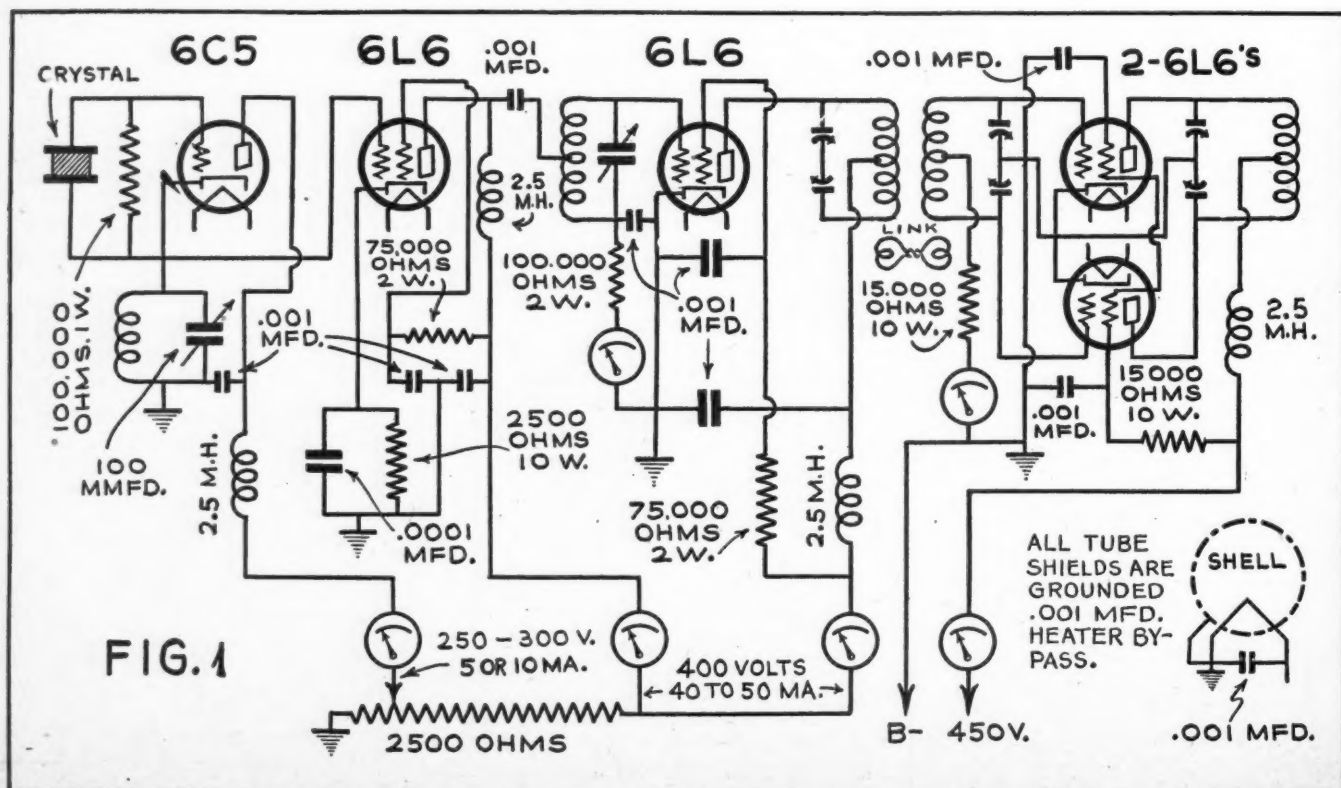 6C5
6L6
.001
MFD.
6L6
.001 MFD.
2-6L6's
CRYSTAL
100.000
OHMS. 1 W.
100
MMFD.
2.5 M.H.
.001
MFD.
75.000
OHMS
2 W.
2.5
M.H.
2500
OHMS
10 W.
.0001
MFD.
100.000
OHMS
2 W.
.001
MFD.
75.000
OHMS
2 W.
2.5 M.H.
LINK
15.000
OHMS
10 W.
.001
MFD.
15000
OHMS
10 W.
2.5
M.H.
250-300 V.
5 OR 10 MA.
400 VOLTS
40 TO 50 MA.
2500 OHMS
B- 450V.
ALL TUBE
SHIELDS ARE
GROUNDED
.001 MFD.
HEATER BY-
PASS.
SHELL
.001 MFD.
FIG. 1